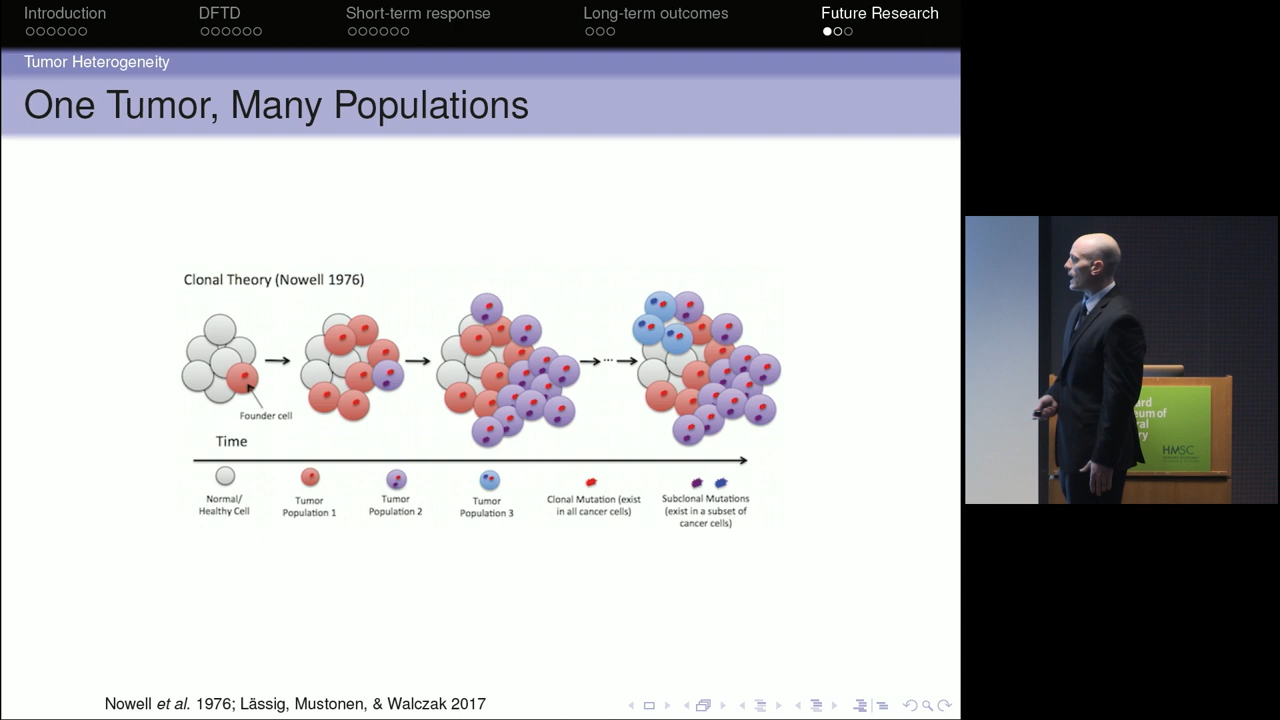 Introduction DFTD Short-term response Long-term outcomes Future Research
Tumor Heterogeneity
One Tumor, Many Populations
Clonal Theory (Nowell 1976)
Founder cell
Time
Normal/
Healthy Cell
Tumor
Population 1
Tumor
Population 2
Tumor
Population 3
Clonal Mutation (exist
in all cancer cells)
Subclonal Mutations
(exist in a subset of
cancer cells)
Nowell et al. 1976; Lässig, Mustonen, & Walczak 2017
HMSC